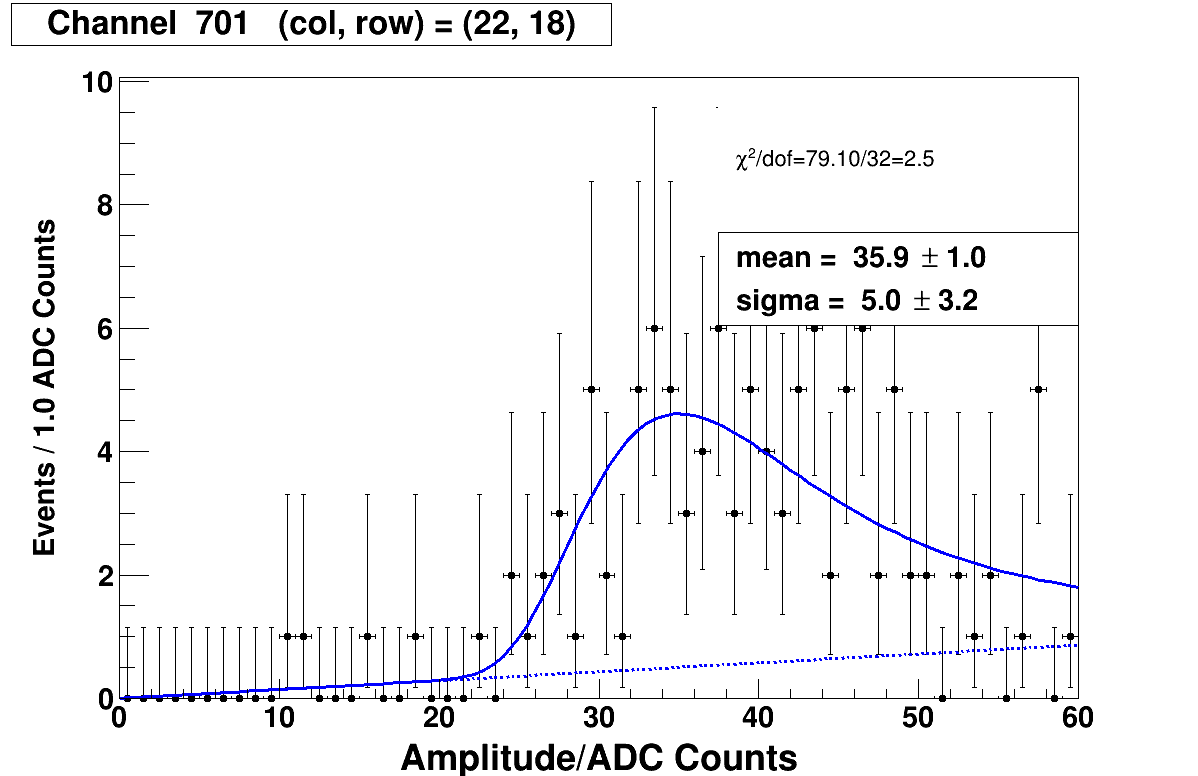 Channel 701 (col, row) = (22, 18)
10
8
6
4
2
0
Events / 1.0 ADC Counts
χ²/dof=79.10/32=2.5
mean = 35.9 ± 1.0
sigma = 5.0 ± 3.2
0 10 20 30 40 50 60
Amplitude/ADC Counts